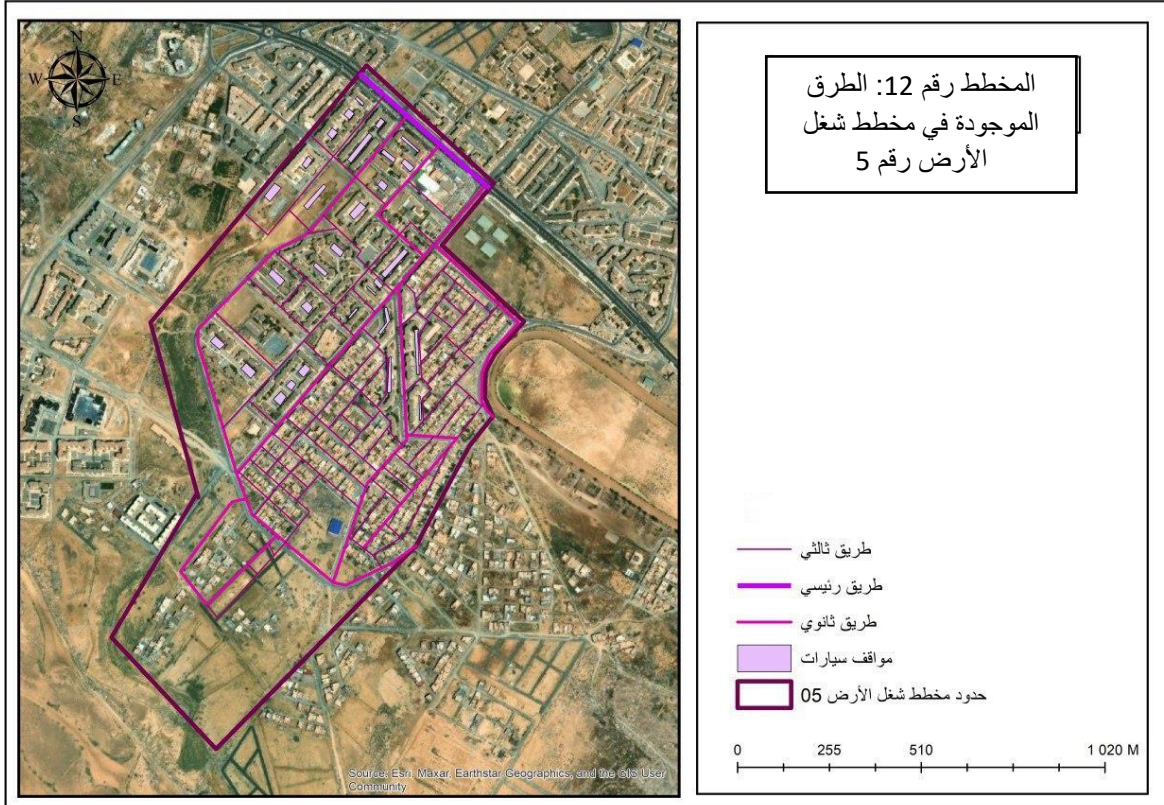 N
W E
S
المخطط رقم 12: الطرق
الموجودة في مخطط شغل
الأرض رقم 5
طريق ثالثي
طريق رئيسي
طريق ثانوي
مواقف سيارات
حدود مخطط شغل الأرض 05
0 255 510 1 020 M
Source: Esri, Maxar, Earthstar Geographics, and the GIS User
Community